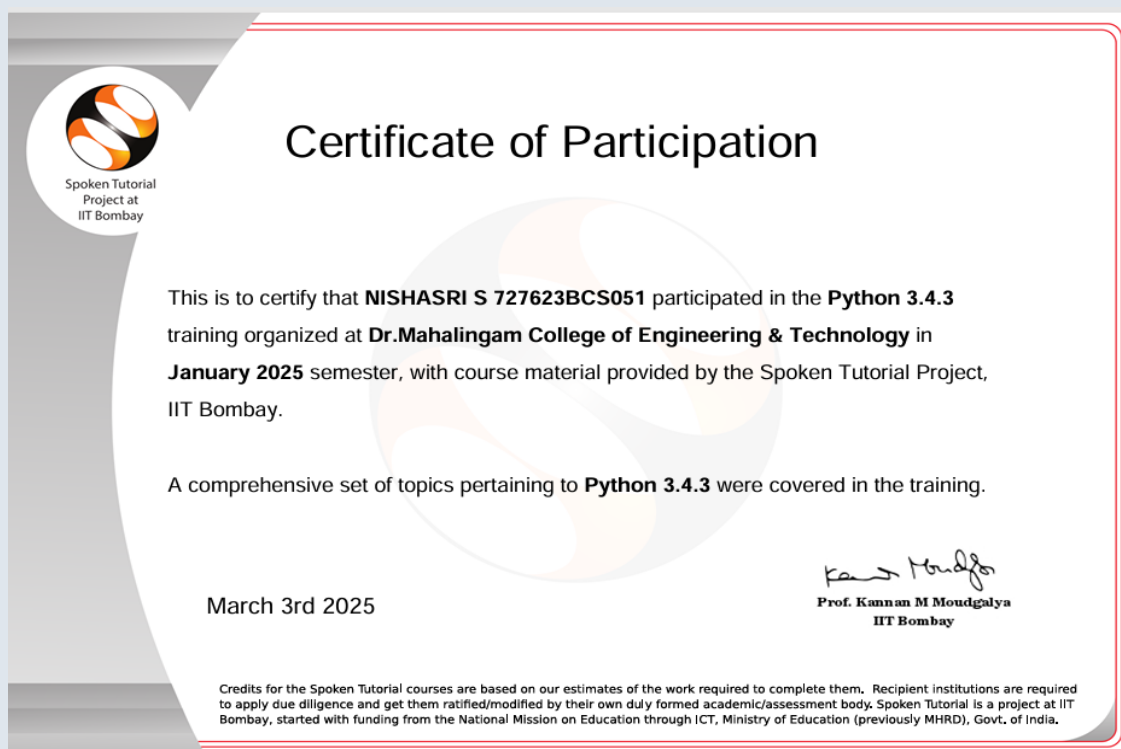 Spoken Tutorial
Project at
IIT Bombay
Certificate of Participation
This is to certify that NISHASRI S 727623BCS051 participated in the Python 3.4.3
training organized at Dr.Mahalingam College of Engineering & Technology in
January 2025 semester, with course material provided by the Spoken Tutorial Project,
IIT Bombay.
A comprehensive set of topics pertaining to Python 3.4.3 were covered in the training.
March 3rd 2025
Prof. Kannan M Moudgalya
IIT Bombay
Credits for the Spoken Tutorial courses are based on our estimates of the work required to complete them. Recipient institutions are required
to apply due diligence and get them ratified/modified by their own duly formed academic/assessment body. Spoken Tutorial is a project at IIT
Bombay, started with funding from the National Mission on Education through ICT, Ministry of Education (previously MHRD), Govt. of India.